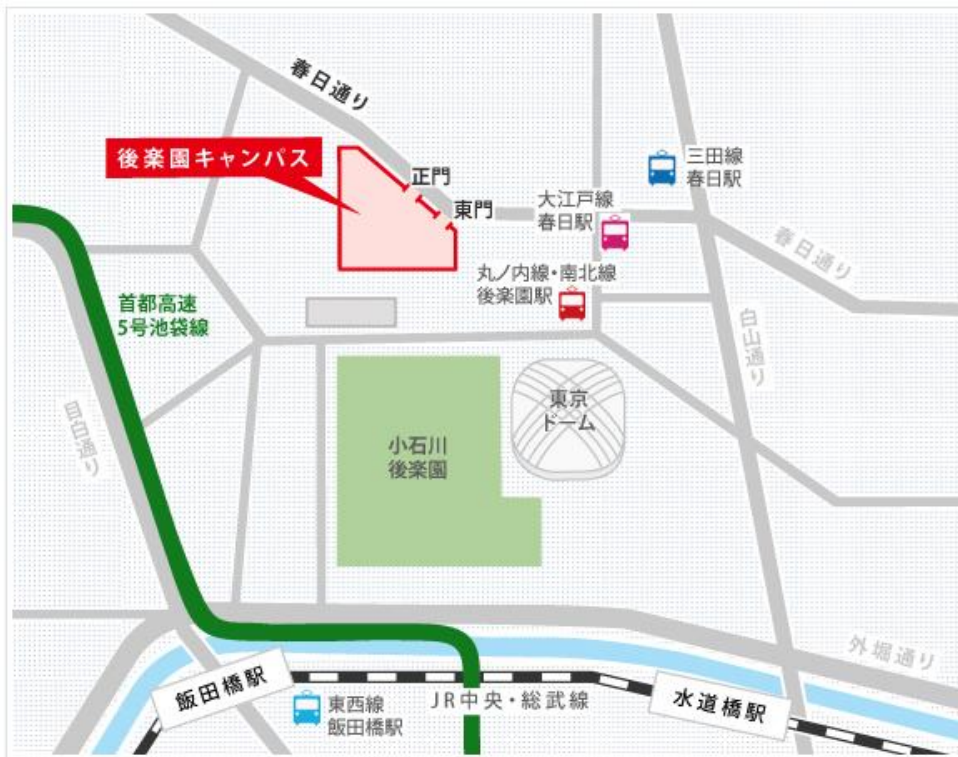 春日通り
後楽園キャンパス
正門
東門
三田線
春日駅
大江戸線
春日駅
春日通り
丸ノ内線・南北線
後楽園駅
首都高速
5号池袋線
白山通り
目白通り
東京
ドーム
小石川
後楽園
外堀通り
飯田橋駅
東西線
飯田橋駅
JR中央・総武線
水道橋駅